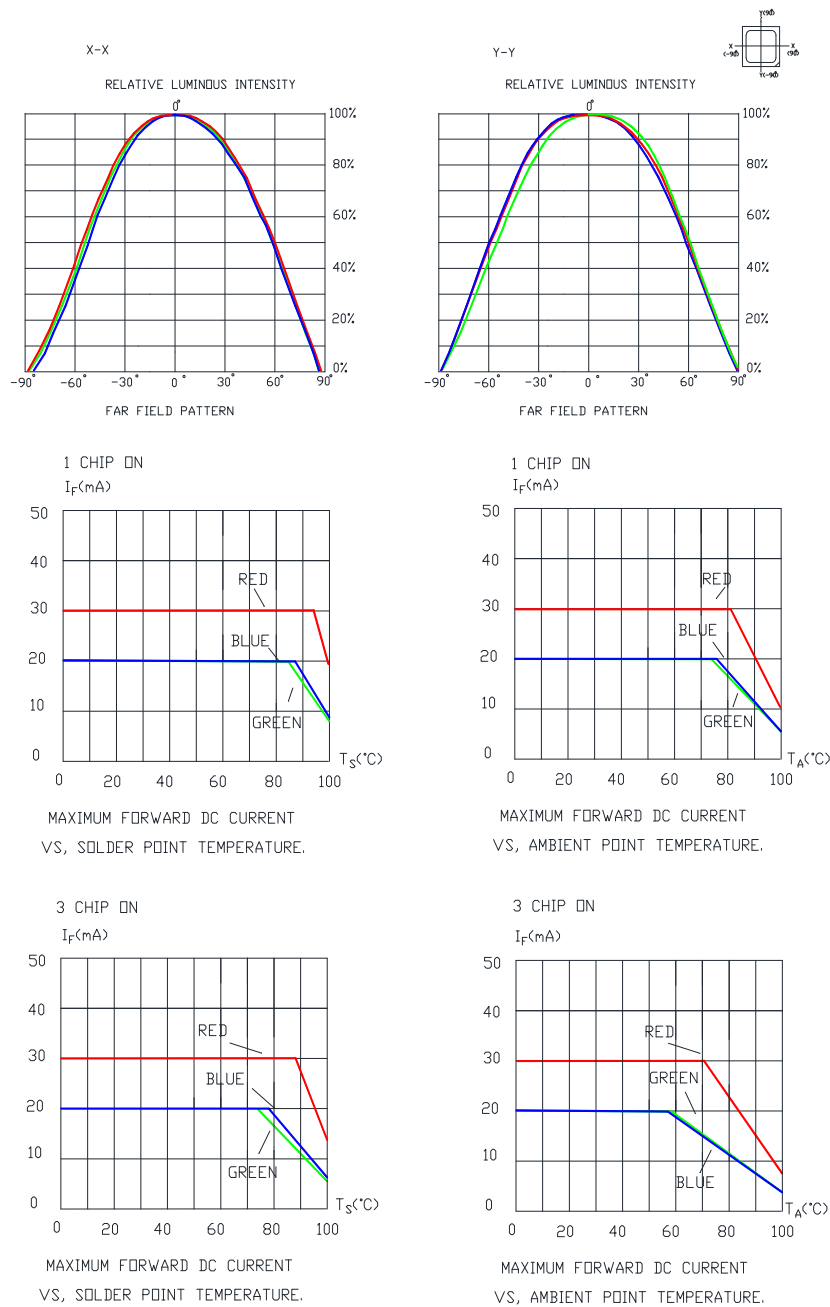 X-X
Y-Y
Y(90°)
X
(-90°)
X
(90°)
Y(-90°)
RELATIVE LUMINOUS INTENSITY
0°
100%
80%
60%
40%
20%
0%
-90° -60° -30° 0° 30° 60° 90°
FAR FIELD PATTERN
RELATIVE LUMINOUS INTENSITY
0°
100%
80%
60%
40%
20%
0%
-90° -60° -30° 0° 30° 60° 90°
FAR FIELD PATTERN
1 CHIP ON
IF(mA)
50
40
30
20
10
0
RED
BLUE
GREEN
TS(°C)
0 20 40 60 80 100
MAXIMUM FORWARD DC CURRENT
VS, SOLDER POINT TEMPERATURE.
1 CHIP ON
IF(mA)
50
40
30
20
10
0
RED
BLUE
GREEN
TA(°C)
0 20 40 60 80 100
MAXIMUM FORWARD DC CURRENT
VS, AMBIENT POINT TEMPERATURE.
3 CHIP ON
IF(mA)
50
40
30
20
10
0
RED
BLUE
GREEN
TS(°C)
0 20 40 60 80 100
MAXIMUM FORWARD DC CURRENT
VS, SOLDER POINT TEMPERATURE.
3 CHIP ON
IF(mA)
50
40
30
20
10
0
RED
GREEN
BLUE
TA(°C)
0 20 40 60 80 100
MAXIMUM FORWARD DC CURRENT
VS, AMBIENT POINT TEMPERATURE.